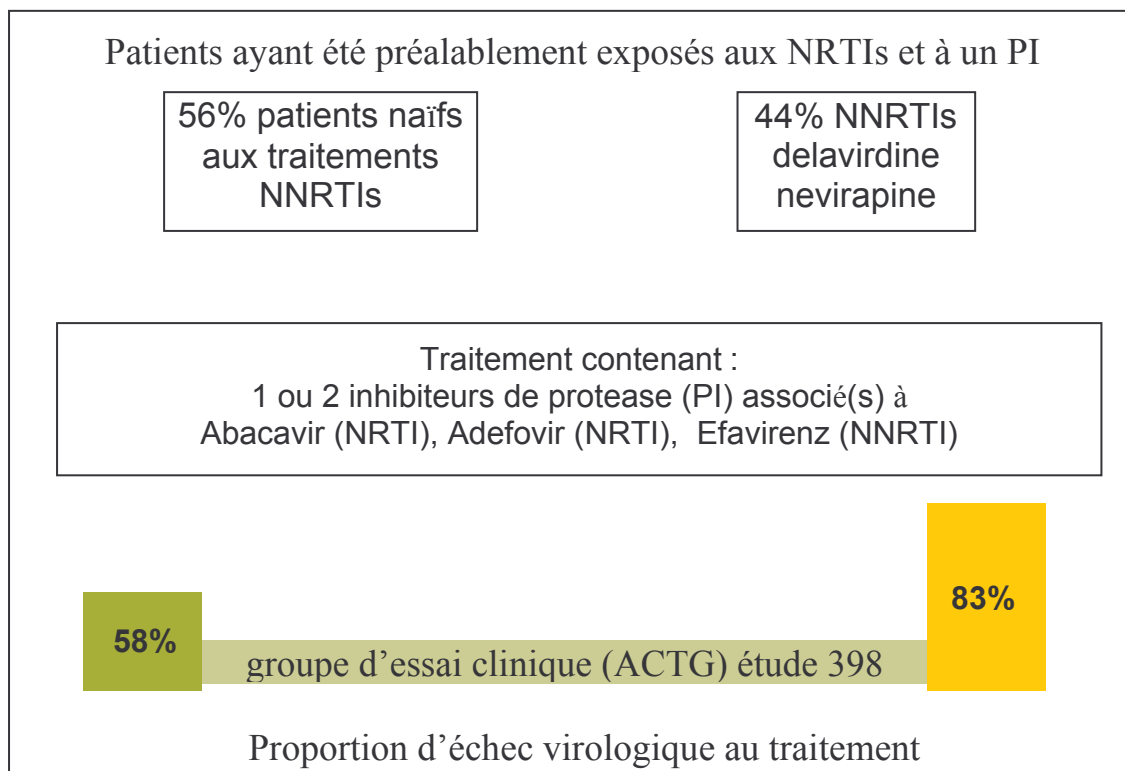 Patients ayant été préalablement exposés aux NRTIs et à un PI
56% patients naïfs
aux traitements
NNRTIs
44% NNRTIs
delavirdine
nevirapine
Traitement contenant :
1 ou 2 inhibiteurs de protease (PI) associé(s) à
Abacavir (NRTI), Adefovir (NRTI), Efavirenz (NNRTI)
58%
83%
groupe d’essai clinique (ACTG) étude 398
Proportion d’échec virologique au traitement